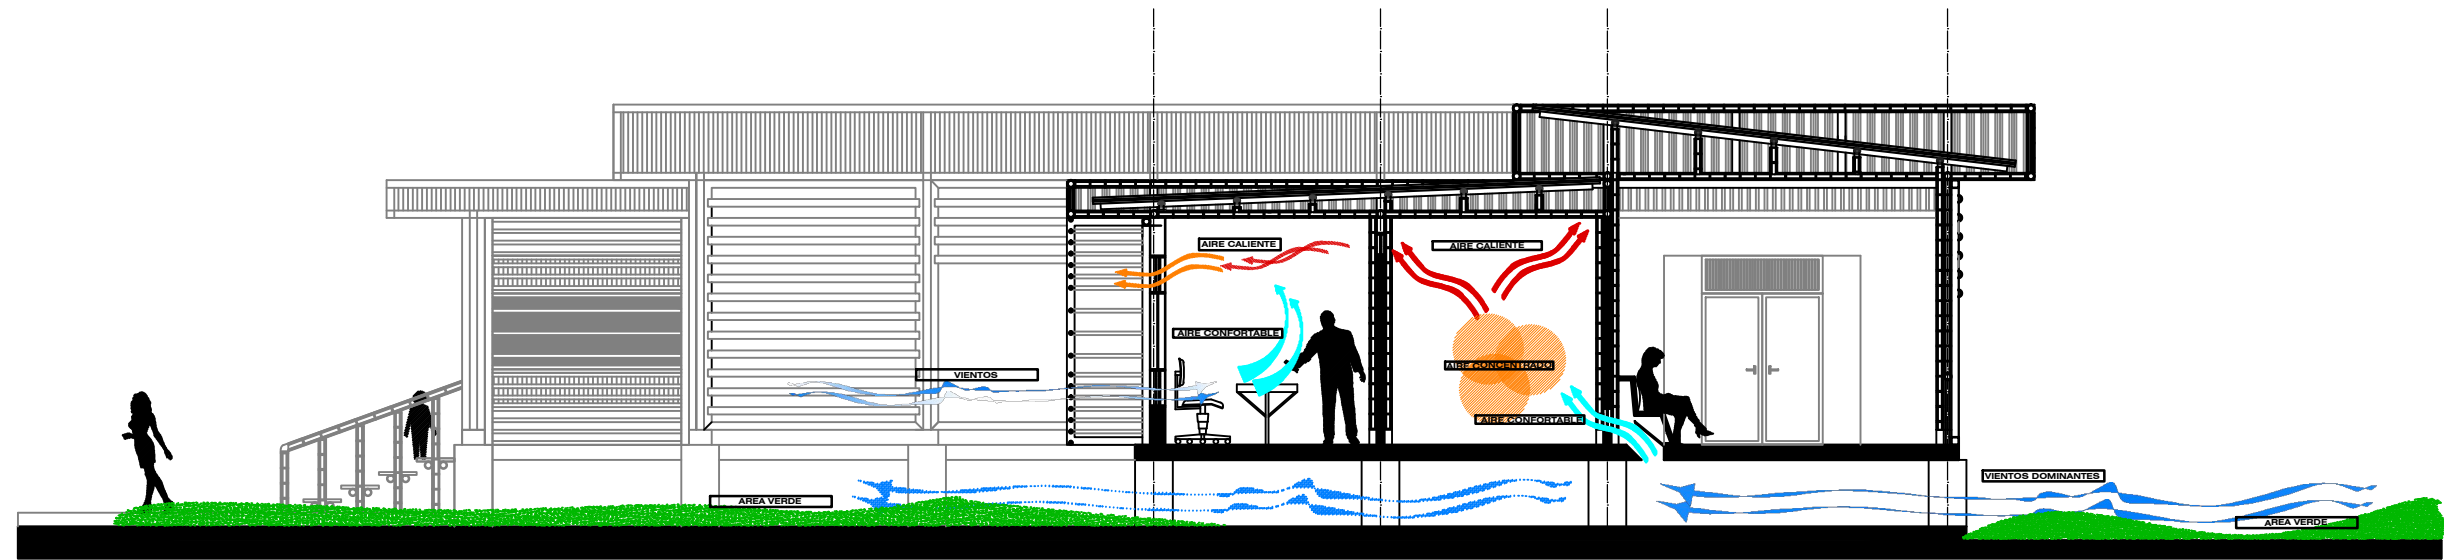 AIRE CALIENTE
AIRE CALIENTE
AIRE CONFORTABLE
AIRE CONCENTRADO
VIENTOS
AIRE CONFORTABLE
VIENTOS DOMINANTES
AREA VERDE
AREA VERDE